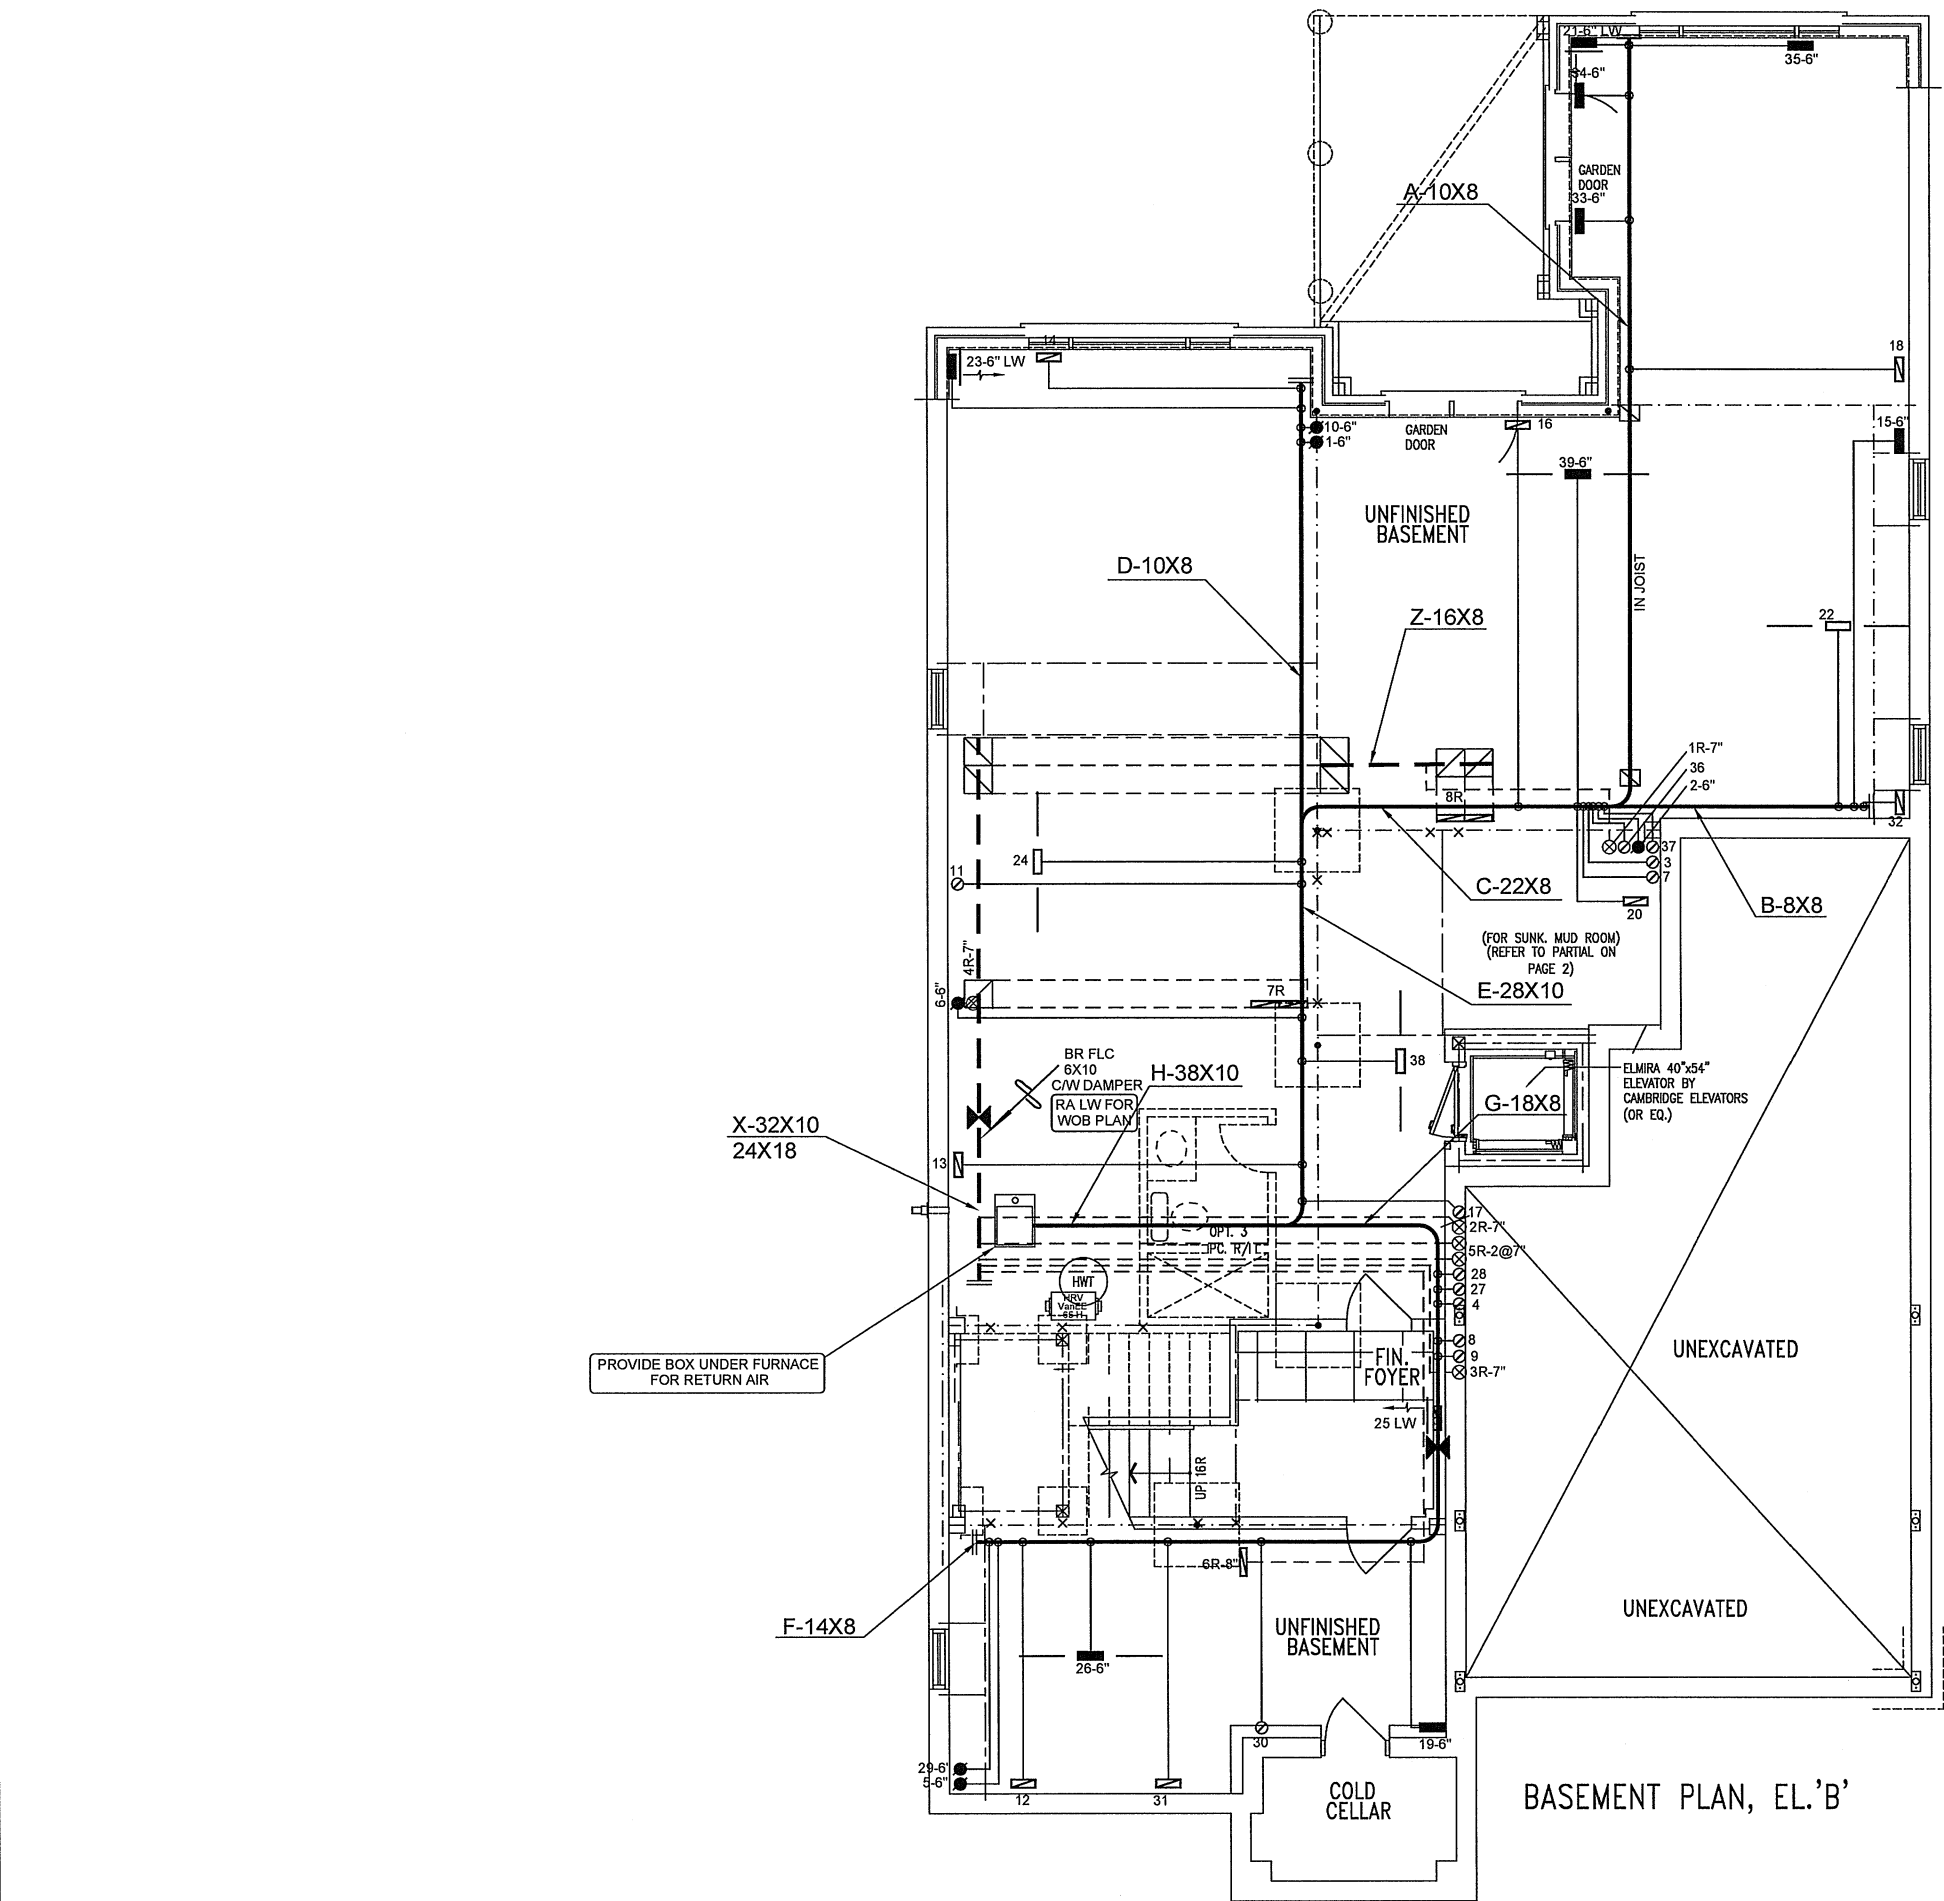 21-6" LW
35-6"
34-6"
GARDEN
DOOR
33-6"
A-10X8
14
23-6" LW
18
10-6"
1-6"
GARDEN
DOOR
16
15-6"
39-6"
UNFINISHED
BASEMENT
D-10X8
IN JOIST
Z-16X8
22
1R-7"
36
2-6"
8R
32
37
3
7
24
11
C-22X8
20
B-8X8
(FOR SUNK. MUD ROOM)
(REFER TO PARTIAL ON
PAGE 2)
4R-7"
6-6"
7R
E-28X10
BR FLC
6X10
C/W DAMPER
RA LW FOR
WOB PLAN
H-38X10
38
ELMIRA 40"x54"
ELEVATOR BY
CAMBRIDGE ELEVATORS
(OR EQ.)
G-18X8
X-32X10
24X18
13
17
2R-7"
OPT. 3
PC. R/I
5R-2@7"
HWT
28
27
4
HRV
VanEE
65 H
8
9
3R-7"
PROVIDE BOX UNDER FURNACE
FOR RETURN AIR
FIN.
FOYER
UNEXCAVATED
25 LW
UP 16R
6R-8"
F-14X8
UNEXCAVATED
UNFINISHED
BASEMENT
26-6"
30
19-6"
29-6'
5-6"
12
31
COLD
CELLAR
BASEMENT PLAN, EL.'B'